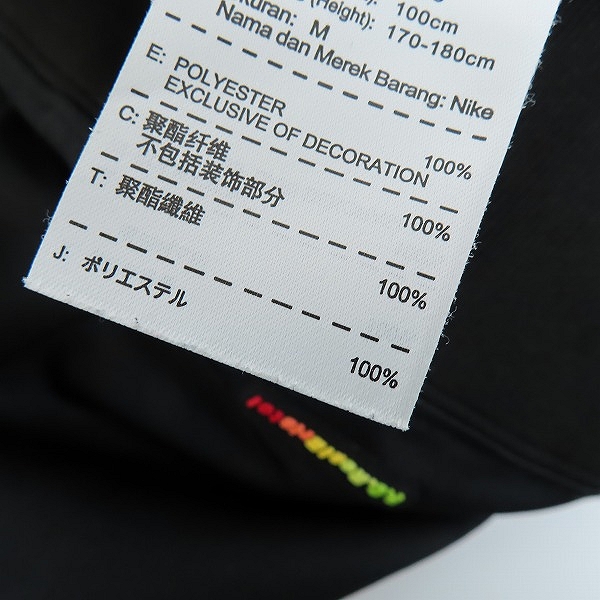 100cm
(Height): 170-180cm
kuran: M
Nama dan Merek Barang: Nike
E: POLYESTER 100%
EXCLUSIVE OF DECORATION
C: 聚酯纤维 100%
不包括装饰部分
T: 聚酯纖維 100%
J: ポリエステル 100%